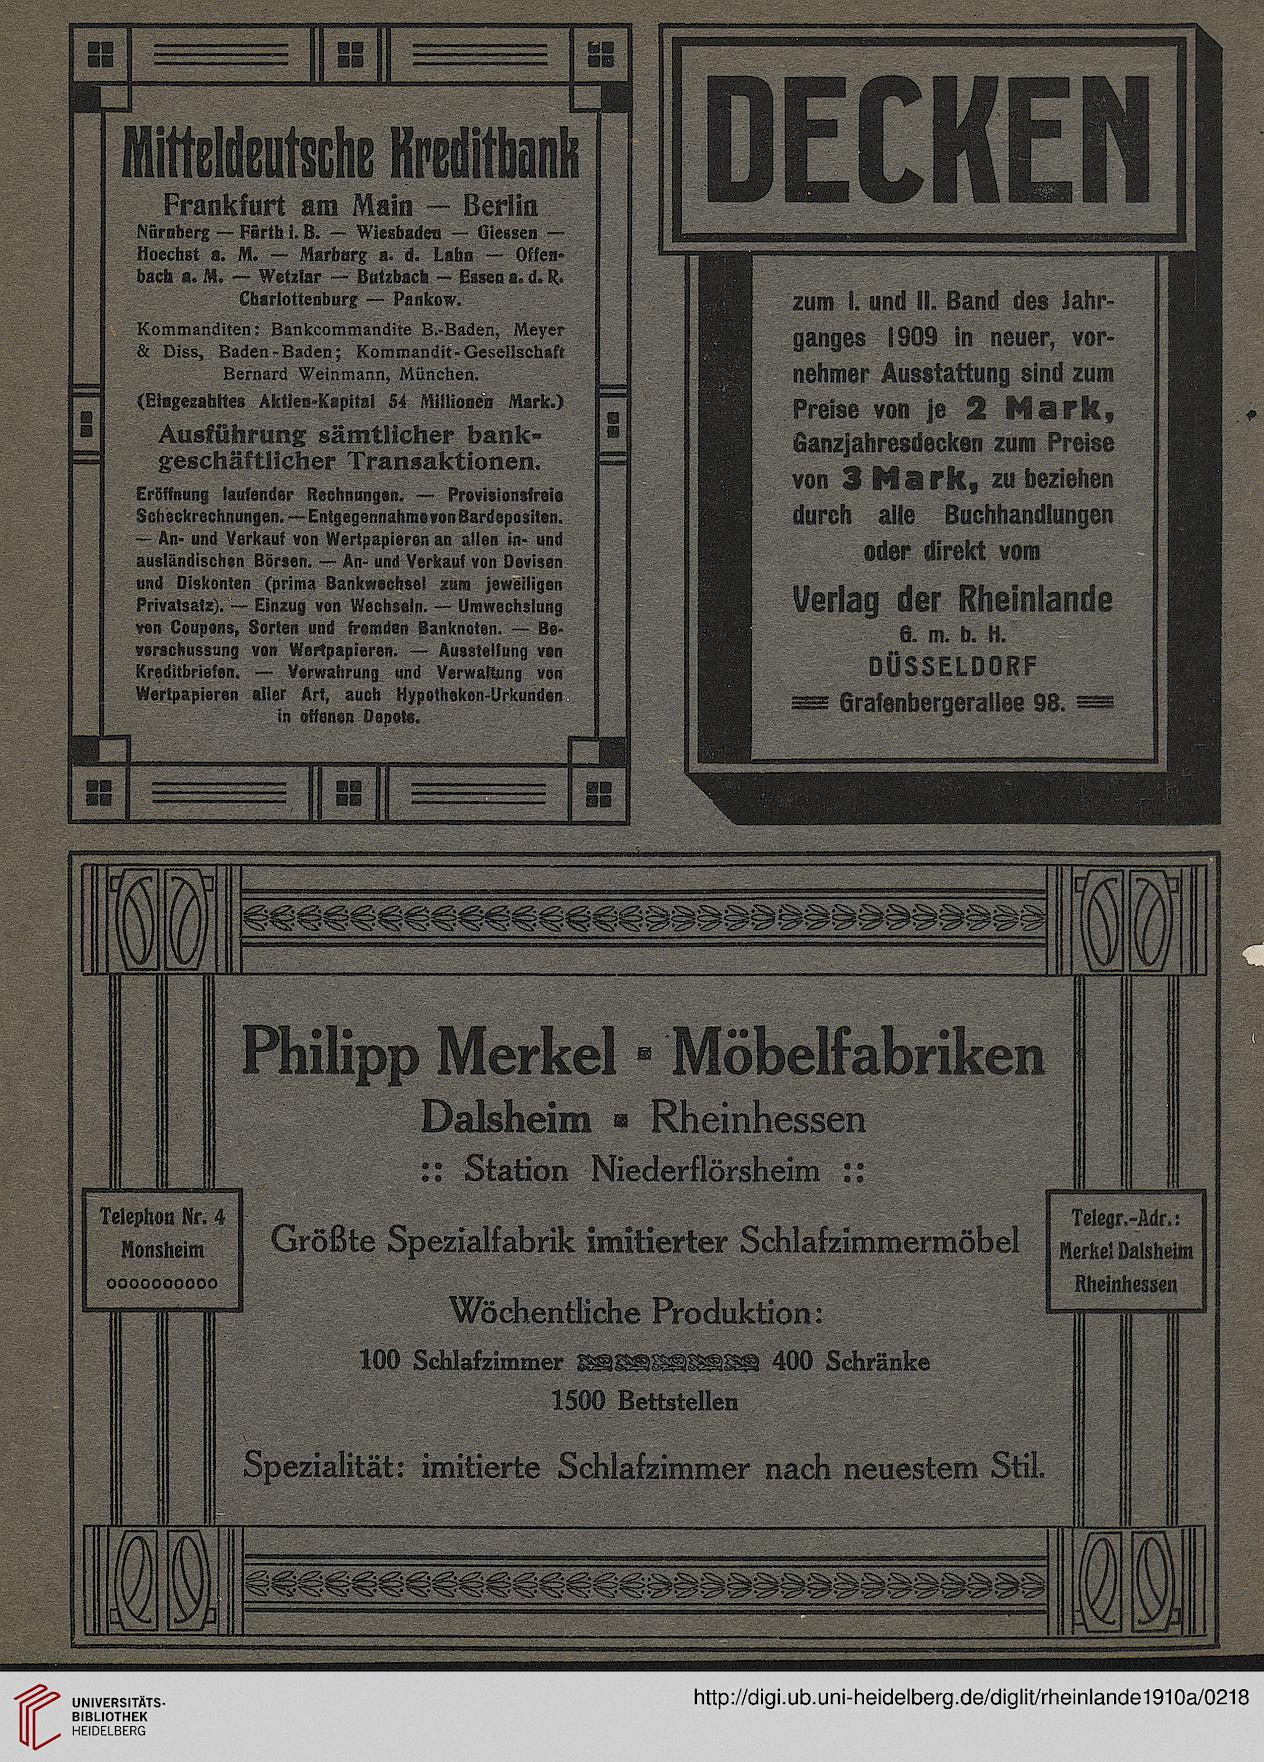 Mitteldeutsche Kreditbank
Frankfurt am Main — Berlin
Nürnberg — Fürth i. B. — Wiesbaden — Giessen —
Hoechst a. M. — Marburg a. d. Lahn — Offen-
bach a. M. — Wetzlar — Butzbach — Essen a. d. R.
Charlottenburg — Pankow.
Kommanditen: Bankcommandite B.-Baden, Meyer
& Diss, Baden-Baden; Kommandit-Gesellschaft
Bernard Weinmann, München.
(Eingezahltes Aktien-Kapital 54 Millionen Mark.)
Ausführung sämtlicher bank-
geschäftlicher Transaktionen.
Eröffnung laufender Rechnungen. — Provisionsfreie
Scheckrechnungen. — Entgegennahme von Bardepositen.
— An- und Verkauf von Wertpapieren an allen in- und
ausländischen Börsen. — An- und Verkauf von Devisen
und Diskonten (prima Bankwechsel zum jeweiligen
Privatsatz). — Einzug von Wechseln. — Umwechslung
von Coupons, Sorten und fremden Banknoten. — Be-
vorschussung von Wertpapieren. — Ausstellung von
Kreditbriefen. — Verwahrung und Verwaltung von
Wertpapieren aller Art, auch Hypotheken-Urkunden
in offenen Depots.
DECKEN
zum I. und II. Band des Jahr-
ganges 1909 in neuer, vor-
nehmer Ausstattung sind zum
Preise von je 2 Mark,
Ganzjahresdecken zum Preise
von 3 Mark, zu beziehen
durch alle Buchhandlungen
oder direkt vom
Verlag der Rheinlande
G. m. b. H.
DÜSSELDORF
Grafenbergerallee 98.
Philipp Merkel ▪ Möbelfabriken
Dalsheim ▪ Rheinhessen
:: Station Niederflörsheim ::
Telephon Nr. 4
Monsheim
oooooooooo
Größte Spezialfabrik imitierter Schlafzimmermöbel
Telegr.-Adr.:
Merkel Dalsheim
Rheinhessen
Wöchentliche Produktion:
100 Schlafzimmer 400 Schränke
1500 Bettstellen
Spezialität: imitierte Schlafzimmer nach neuestem Stil.
UNIVERSITÄTS-
BIBLIOTHEK
HEIDELBERG
http://digi.ub.uni-heidelberg.de/diglit/rheinlande1910a/0218